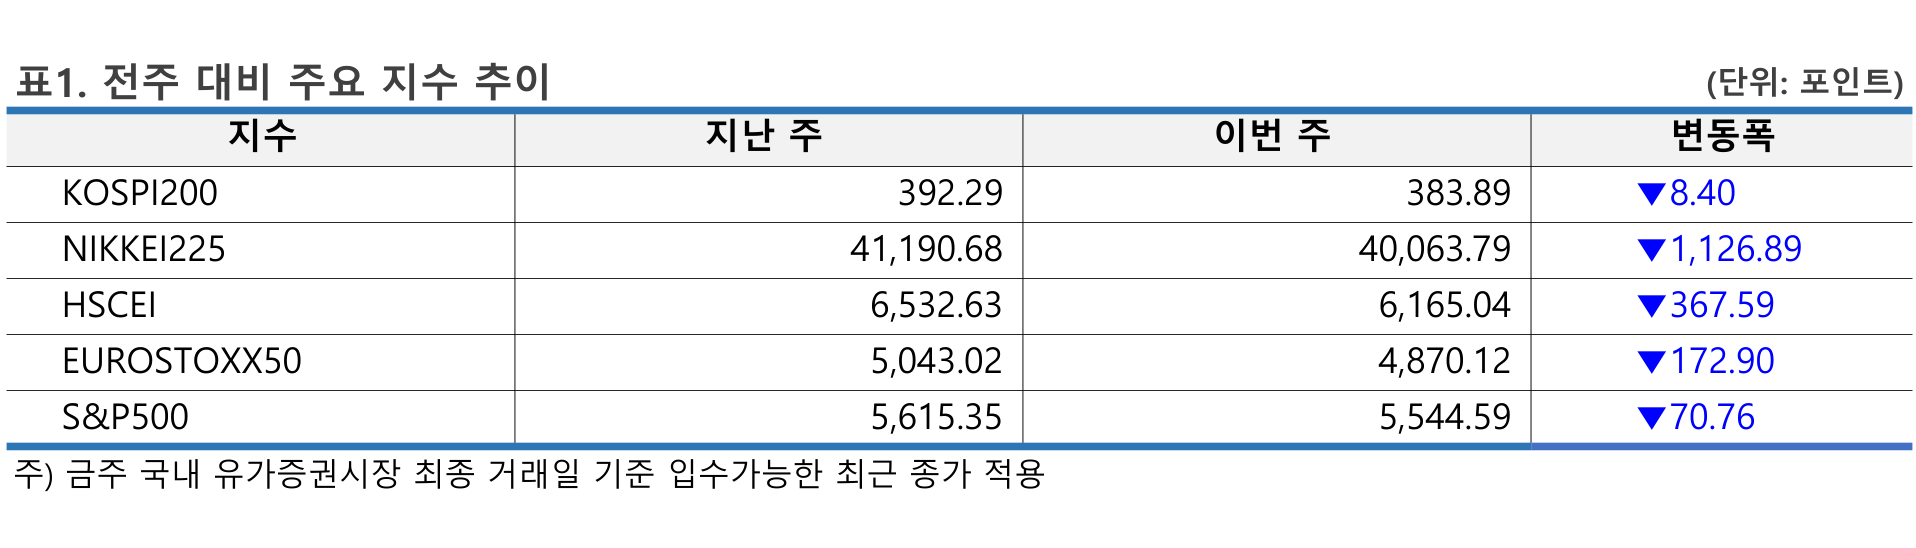 표1. 전주 대비 주요 지수 추이 (단위: 포인트)
지수 지난 주 이번 주 변동폭
KOSPI200 392.29 383.89 ▼8.40
NIKKEI225 41,190.68 40,063.79 ▼1,126.89
HSCEI 6,532.63 6,165.04 ▼367.59
EUROSTOXX50 5,043.02 4,870.12 ▼172.90
S&P500 5,615.35 5,544.59 ▼70.76
주) 금주 국내 유가증권시장 최종 거래일 기준 입수가능한 최근 종가 적용